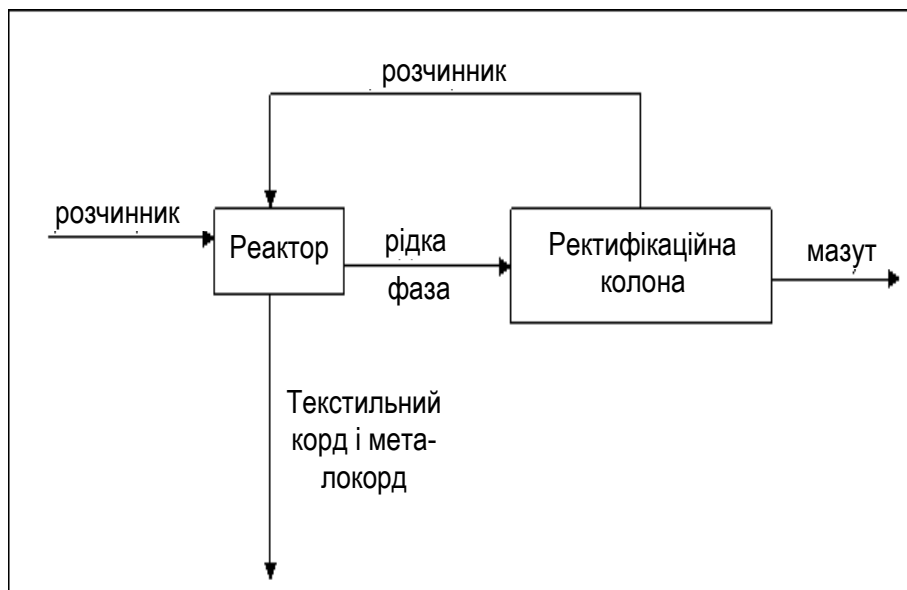 розчинник
розчинник
Реактор
рідка
фаза
Ректифікаційна
колона
мазут
Текстильний
корд і мета-
локорд